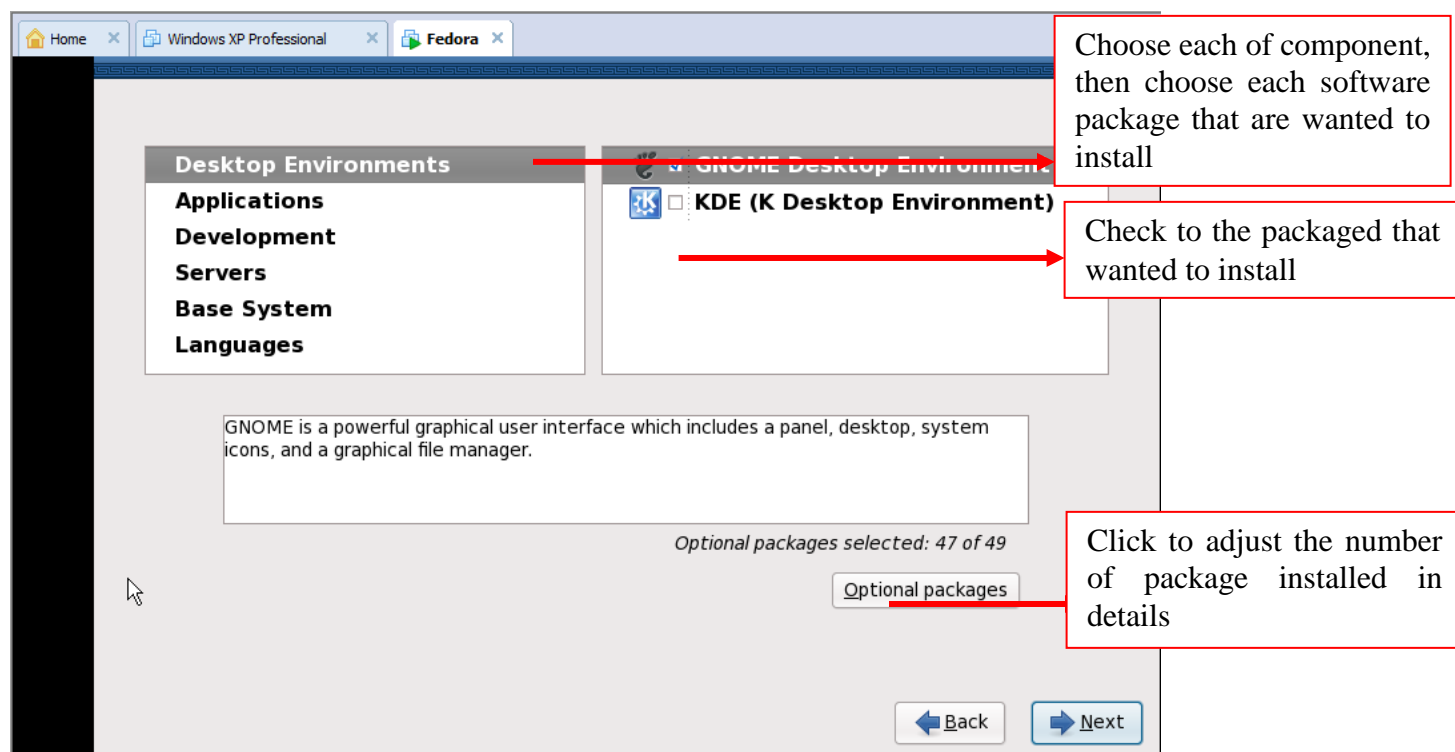 Home
Windows XP Professional
Fedora
Choose each of component,
then choose each software
package that are wanted to
install
Desktop Environments
Applications
Development
Servers
Base System
Languages
GNOME Desktop Environment
KDE (K Desktop Environment)
Check to the packaged that
wanted to install
GNOME is a powerful graphical user interface which includes a panel, desktop, system
icons, and a graphical file manager.
Optional packages selected: 47 of 49
Optional packages
Click to adjust the number
of package installed in
details
Back
Next